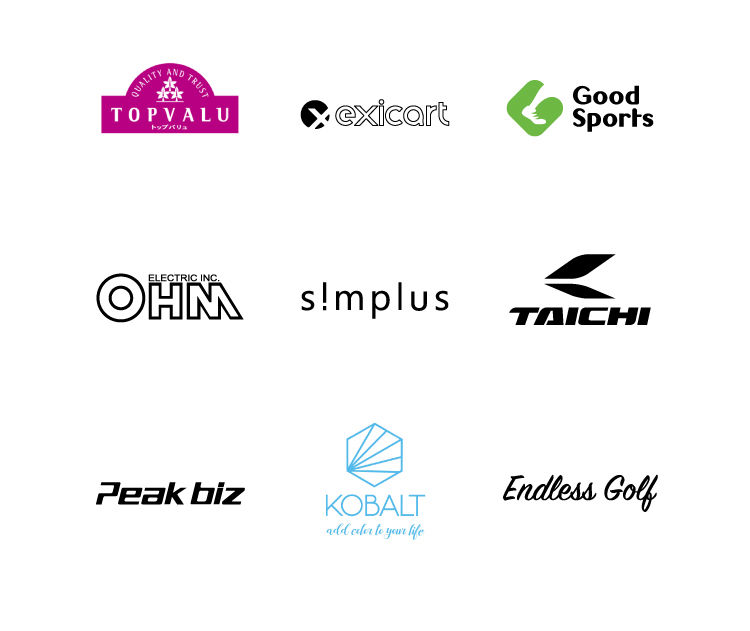 QUALITY AND TRUST
TOPVALU
トップバリュ
exicart
Good
Sports
ELECTRIC INC.
OHM
s!mplus
TAICHI
Peak biz
KOBALT
add color to your life
Endless Golf